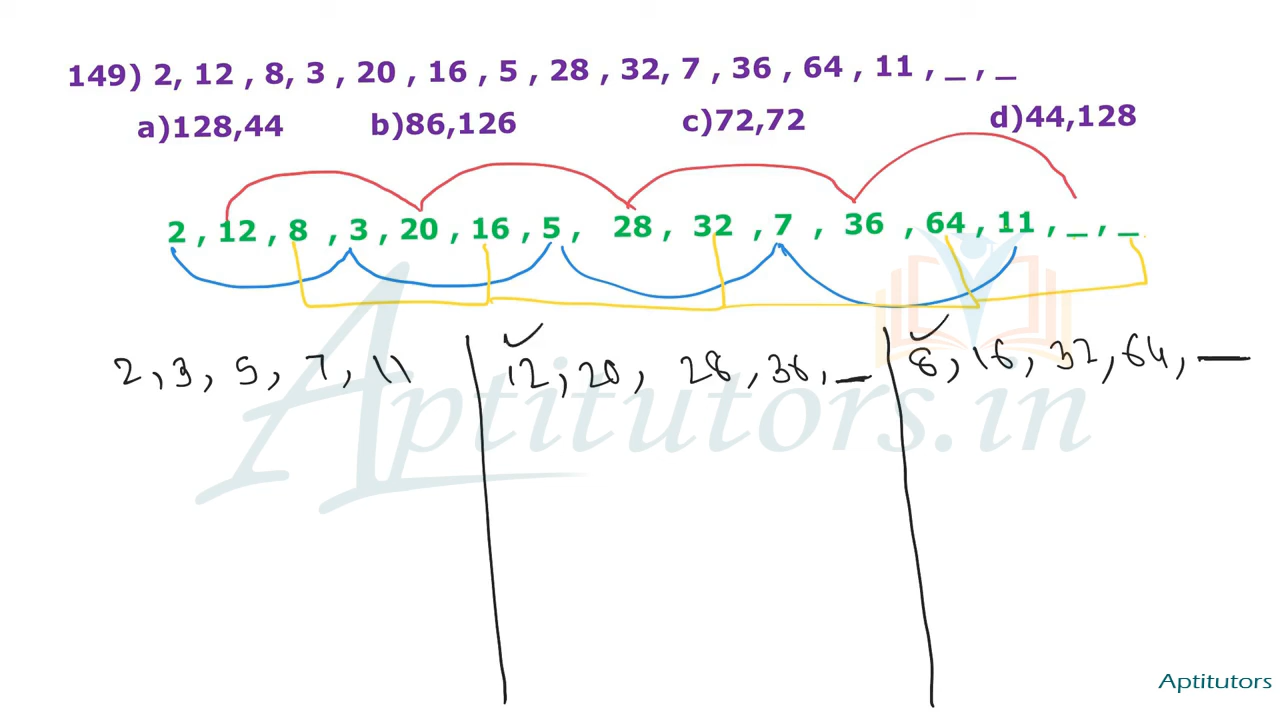 149) 2, 12 , 8, 3 , 20 , 16 , 5 , 28 , 32, 7 , 36 , 64 , 11 , _ , _
a)128,44 b)86,126 c)72,72 d)44,128
2 , 12 , 8 , 3 , 20 , 16 , 5 , 28 , 32 , 7 , 36 , 64 , 11 , _ , _
2 , 3 , 5 , 7 , 11 12 , 20 , 28 , 36 , _ 8 , 16 , 32 , 64 , _
Aptitutors.in
Aptitutors